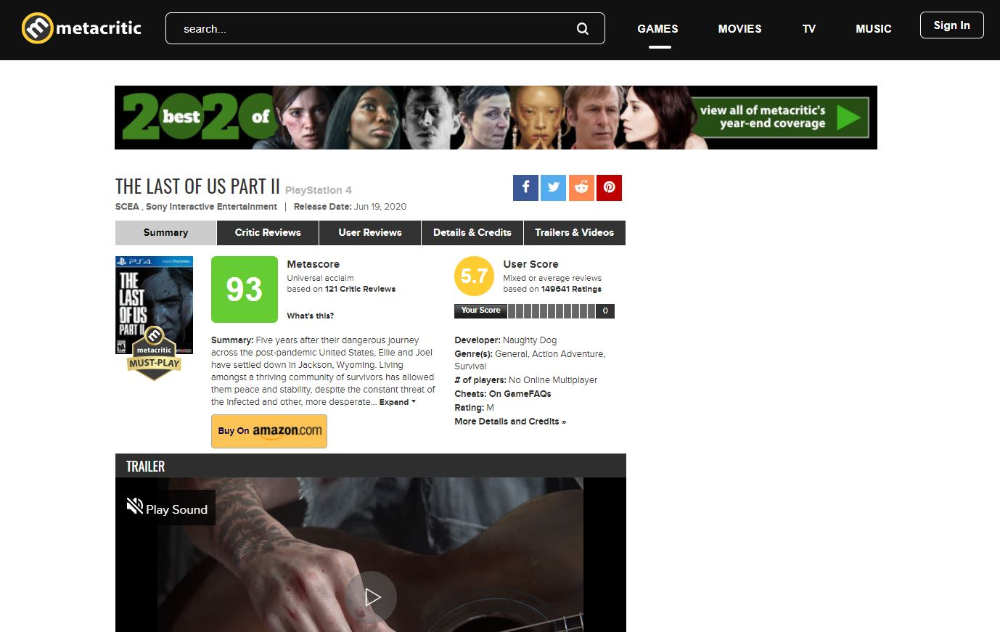 metacritic
search...
GAMES
MOVIES
TV
MUSIC
Sign In
2020
best of
view all of metacritic's
year-end coverage
THE LAST OF US PART II PlayStation 4
SCEA , Sony Interactive Entertainment | Release Date: Jun 19, 2020
Summary
Critic Reviews
User Reviews
Details & Credits
Trailers & Videos
PS4
THE
LAST
OF US
PART II
metacritic
MUST-PLAY
93
Metascore
Universal acclaim
based on 121 Critic Reviews
What's this?
5.7
User Score
Mixed or average reviews
based on 149641 Ratings
Your Score
0
Summary: Five years after their dangerous journey
across the post-pandemic United States, Ellie and Joel
have settled down in Jackson, Wyoming. Living
amongst a thriving community of survivors has allowed
them peace and stability, despite the constant threat of
the infected and other, more desperate... Expand
Buy On amazon.com
Developer: Naughty Dog
Genre(s): General, Action Adventure,
Survival
# of players: No Online Multiplayer
Cheats: On GameFAQs
Rating: M
More Details and Credits »
TRAILER
Play Sound